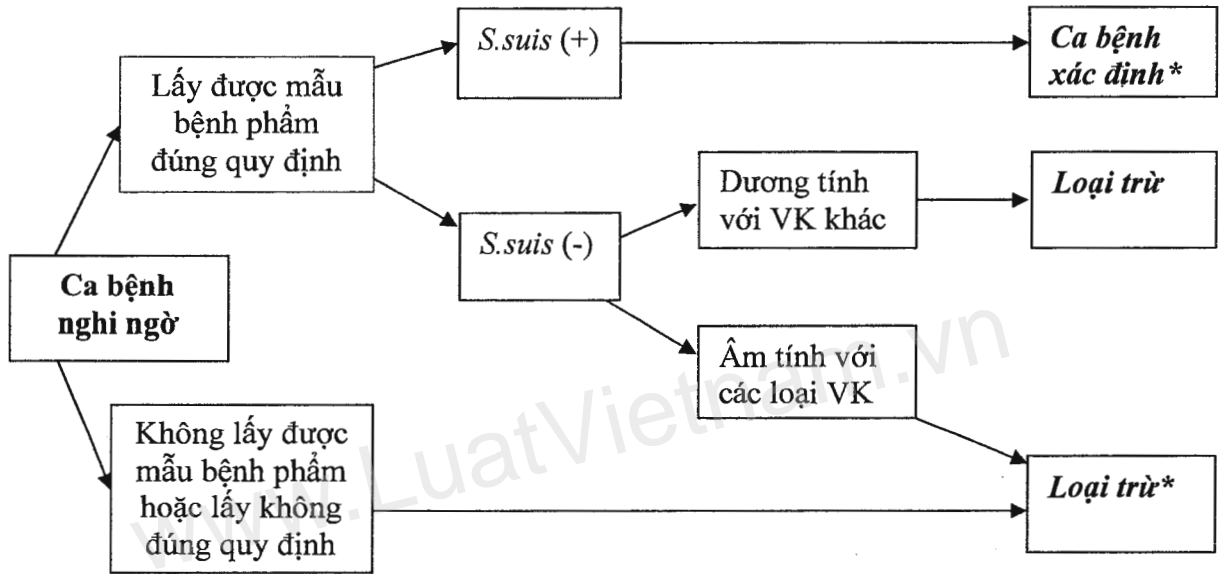 S.suis (+)
Ca bệnh
xác định*
Lấy được mẫu
bệnh phẩm
đúng quy định
Dương tính
với VK khác
Loại trừ
S.suis (-)
Ca bệnh
nghi ngờ
Âm tính với
các loại VK
Không lấy được
mẫu bệnh phẩm
hoặc lấy không
đúng quy định
Loại trừ*
www.LuatVietnam.vn